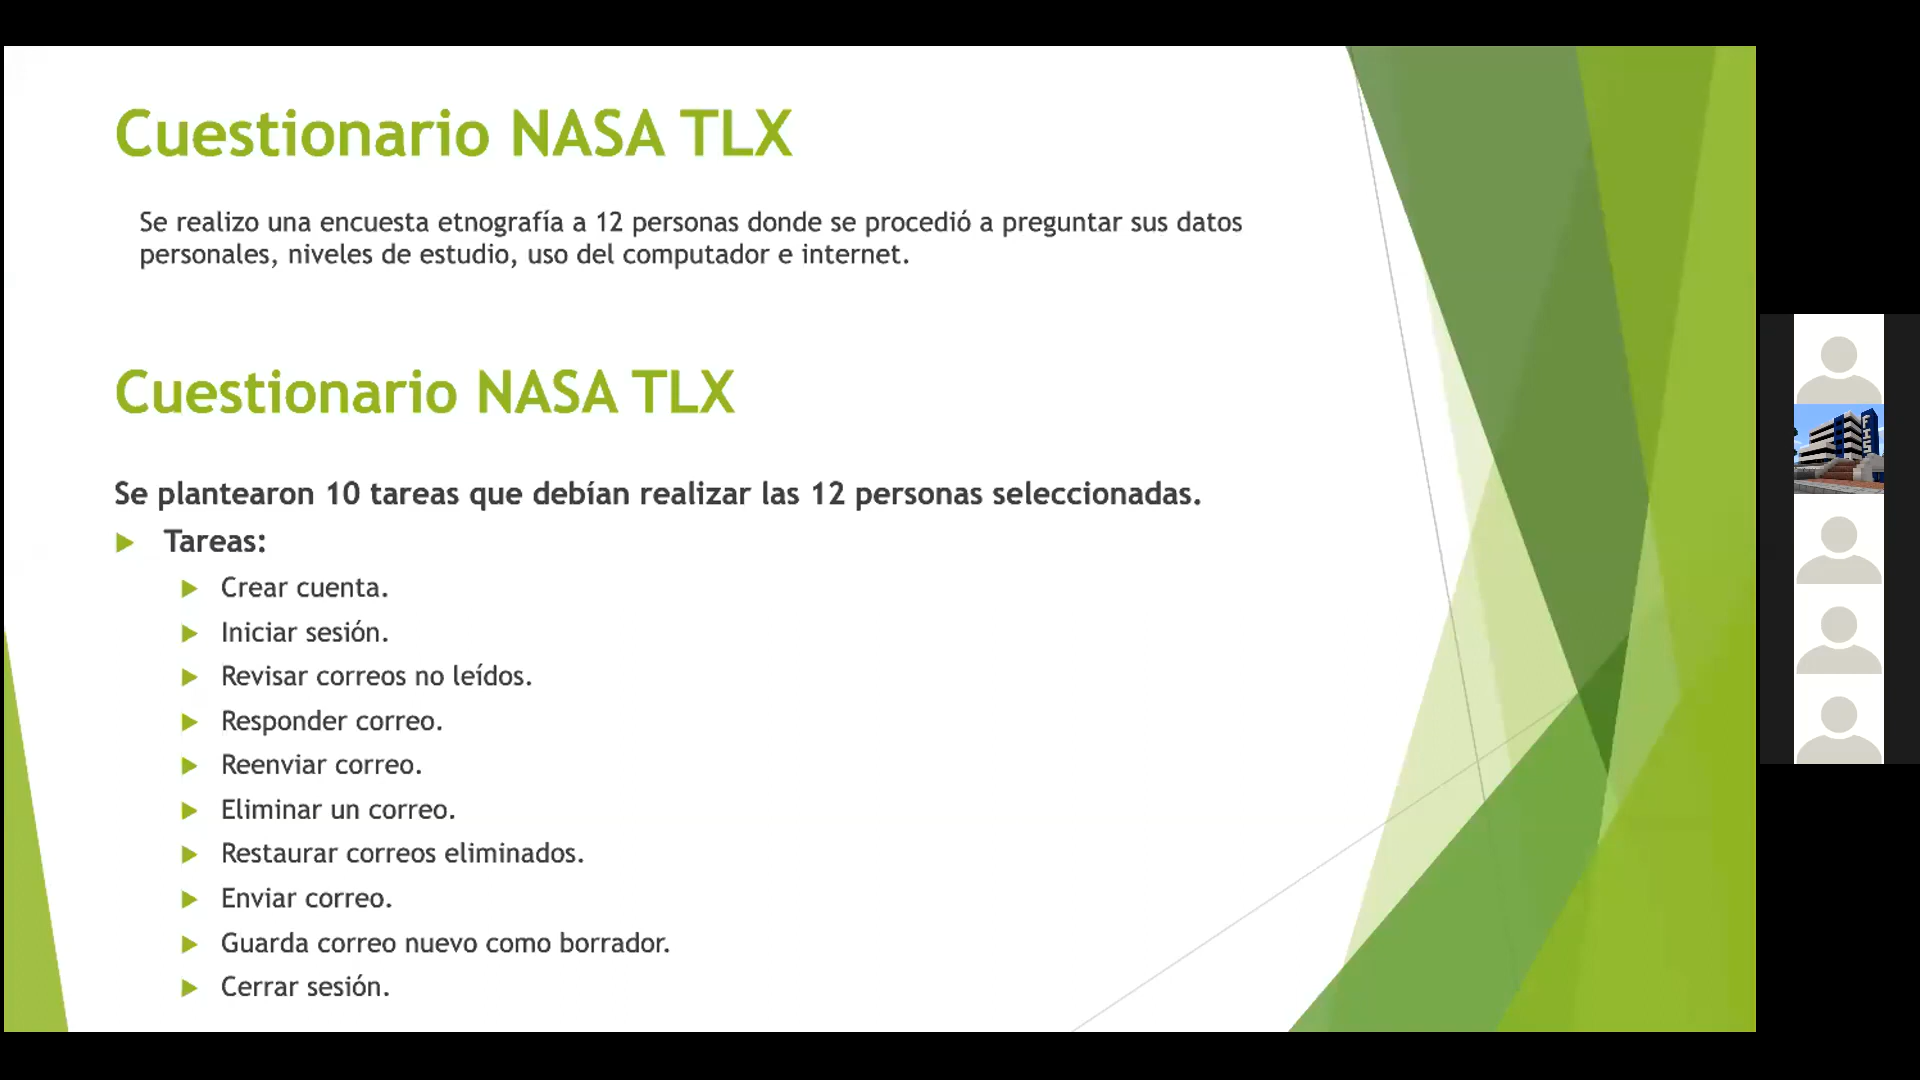 Cuestionario NASA TLX
Se realizo una encuesta etnografía a 12 personas donde se procedió a preguntar sus datos
personales, niveles de estudio, uso del computador e internet.
Cuestionario NASA TLX
Se plantearon 10 tareas que debían realizar las 12 personas seleccionadas.
Tareas:
Crear cuenta.
Iniciar sesión.
Revisar correos no leídos.
Responder correo.
Reenviar correo.
Eliminar un correo.
Restaurar correos eliminados.
Enviar correo.
Guarda correo nuevo como borrador.
Cerrar sesión.